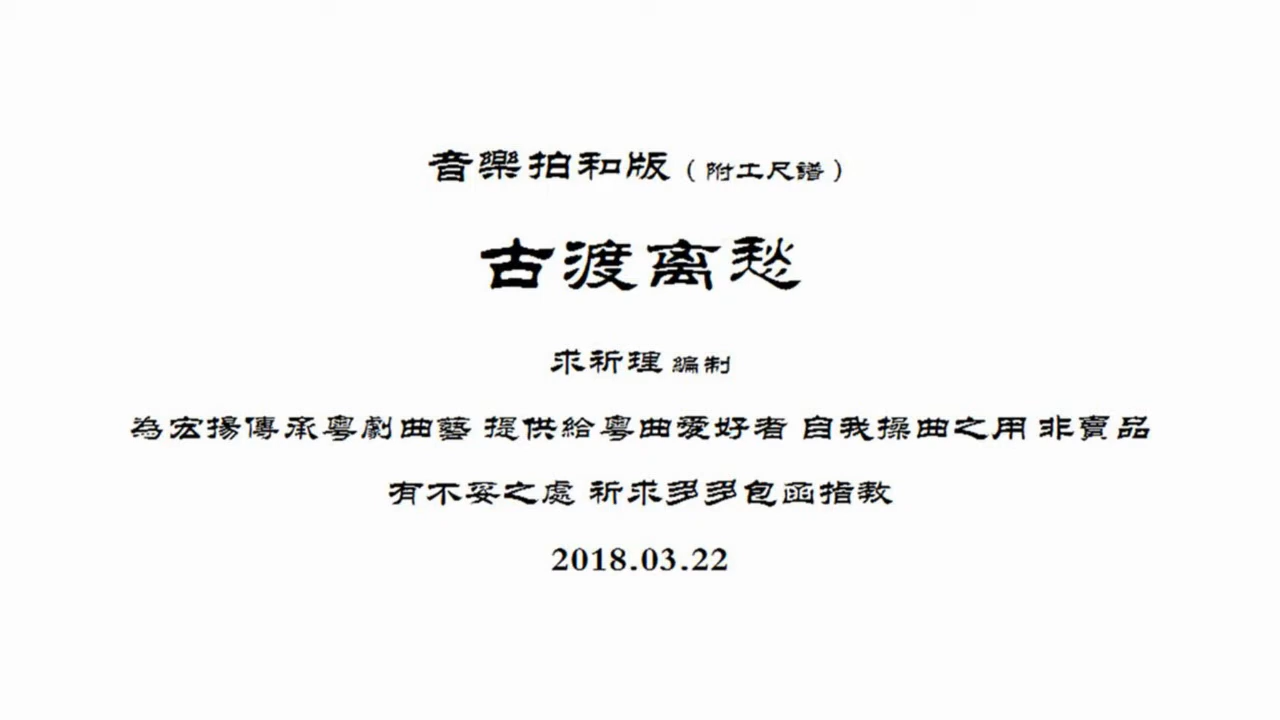 音樂拍和版（附工尺譜）
古渡离愁
求祈理 編制
為宏揚傳承粵劇曲藝 提供給粵曲愛好者 自我操曲之用 非賣品
有不妥之處 祈求多多包函指教
2018.03.22